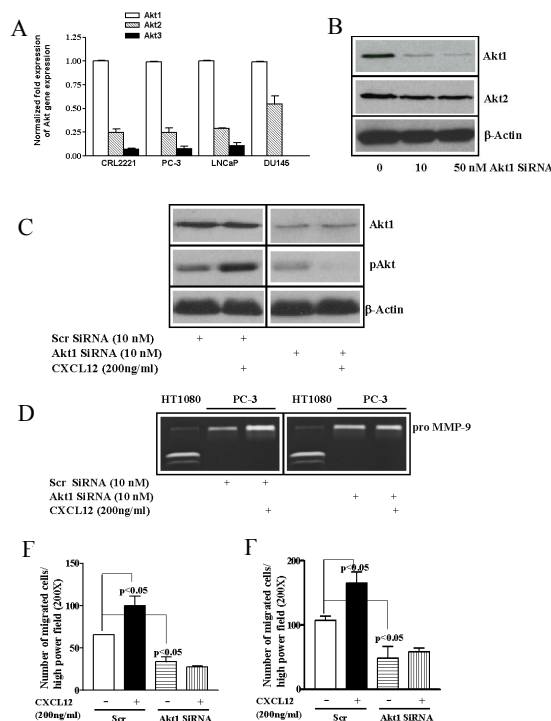 A
Akt1
Akt2
Akt3
Normalized fold expression
of Akt gene expression
1.00
0.75
0.50
0.25
0.00
CRL2221 PC-3 LNCaP DU145
B
Akt1
Akt2
β-Actin
0 10 50 nM Akt1 SiRNA
C
Akt1
pAkt
β-Actin
Scr SiRNA (10 nM) + +
Akt1 SiRNA (10 nM) + +
CXCL12 (200ng/ml) + +
D
HT1080 PC-3 HT1080 PC-3
pro MMP-9
Scr SiRNA (10 nM) + +
Akt1 SiRNA (10 nM) + +
CXCL12 (200ng/ml) + +
E
Number of migrated cells/
high power field (200X)
150
100
50
0
p<0.05
p<0.05
CXCL12 - + - +
(200ng/ml) Scr Akt1 SiRNA
F
Number of migrated cells/
high power field (200X)
200
100
0
p<0.05
p<0.05
CXCL12 - + - +
(200ng/ml) Scr Akt1 SiRNA